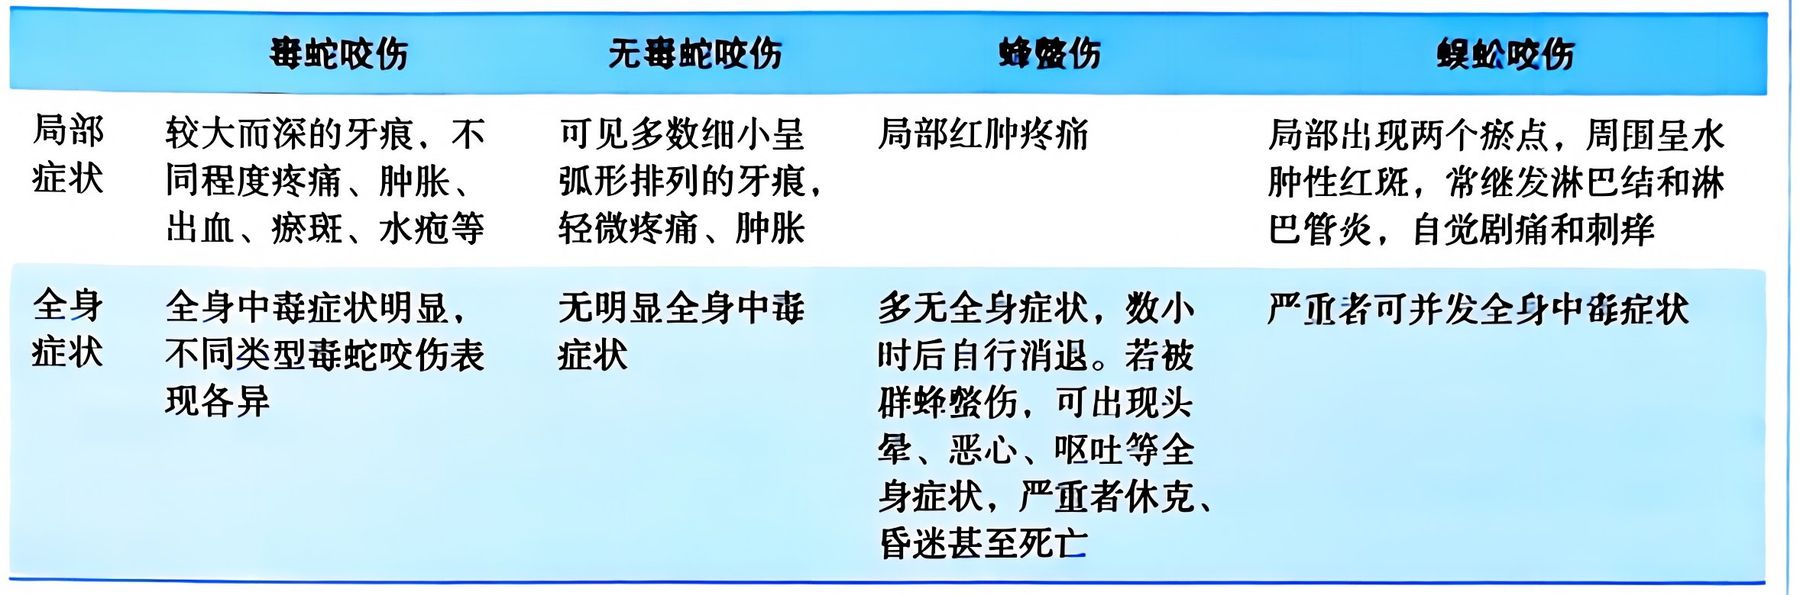 毒蛇咬伤 无毒蛇咬伤 蜂螫伤 蜈蚣咬伤
局部
症状
较大而深的牙痕，不
同程度疼痛、肿胀、
出血、瘀斑、水疱等
可见多数细小呈
弧形排列的牙痕，
轻微疼痛、肿胀
局部红肿疼痛
局部出现两个瘀点，周围呈水
肿性红斑，常继发淋巴结和淋
巴管炎，自觉剧痛和刺痒
全身
症状
全身中毒症状明显，
不同类型毒蛇咬伤表
现各异
无明显全身中毒
症状
多无全身症状，数小
时后自行消退。若被
群蜂螫伤，可出现头
晕、恶心、呕吐等全
身症状，严重者休克、
昏迷甚至死亡
严重者可并发全身中毒症状